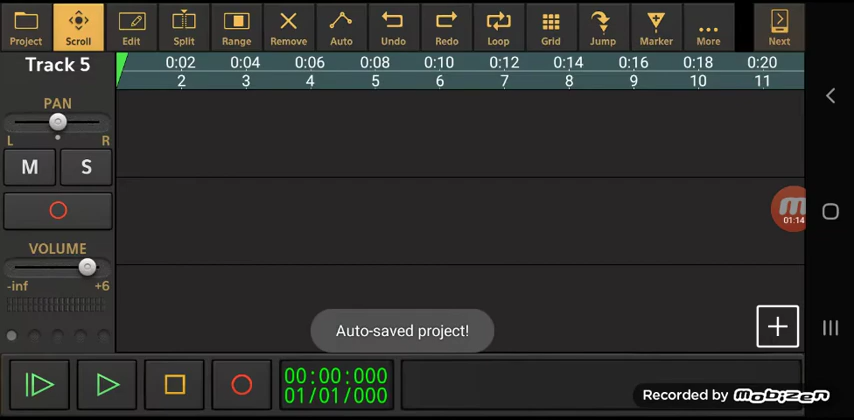 Project Scroll Edit Split Range Remove Auto Undo Redo Loop Grid Jump Marker More Next
Track 5
0:02 0:04 0:06 0:08 0:10 0:12 0:14 0:16 0:18 0:20
2 3 4 5 6 7 8 9 10 11
PAN
L R
M S
01:14
VOLUME
-inf +6
Auto-saved project!
00:00:000
01/01/000
Recorded by mobizen